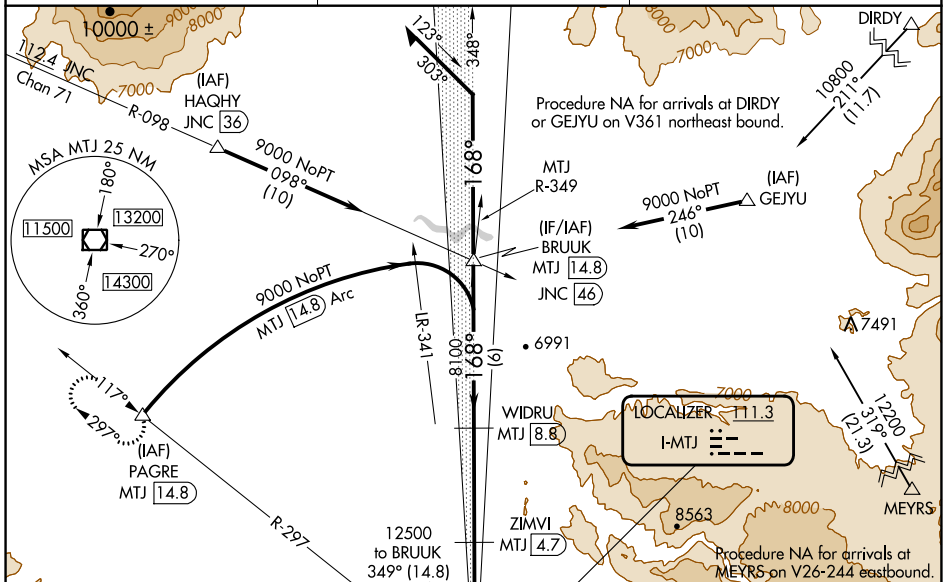 10000 ±
9000
8000
7000
112.4 JNC
Chan 71
R-098
(IAF)
HAQHY
JNC 36
9000 NoPT
098°
(10)
123°
303°
348°
168°
8000
7000
DIRDY
10800
211°
(11.7)
Procedure NA for arrivals at DIRDY
or GEJYU on V361 northeast bound.
MTJ
R-349
(IAF)
GEJYU
9000 NoPT
246°
(10)
(IF/IAF)
BRUUK
MTJ 14.8
JNC 46
MSA MTJ 25 NM
180°
11500
13200
270°
14300
360°
9000 NoPT
MTJ 14.8 Arc
LR-341
8100
168°
(6)
6991
7491
117°
297°
(IAF)
PAGRE
MTJ 14.8
R-297
WIDRU
MTJ 8.8
7000
LOCALIZER 111.3
I-MTJ
12200
319°
(21.3)
MEYRS
8563
8000
ZIMVI
MTJ 4.7
12500
to BRUUK
349° (14.8)
Procedure NA for arrivals at
MEYRS on V26-244 eastbound.